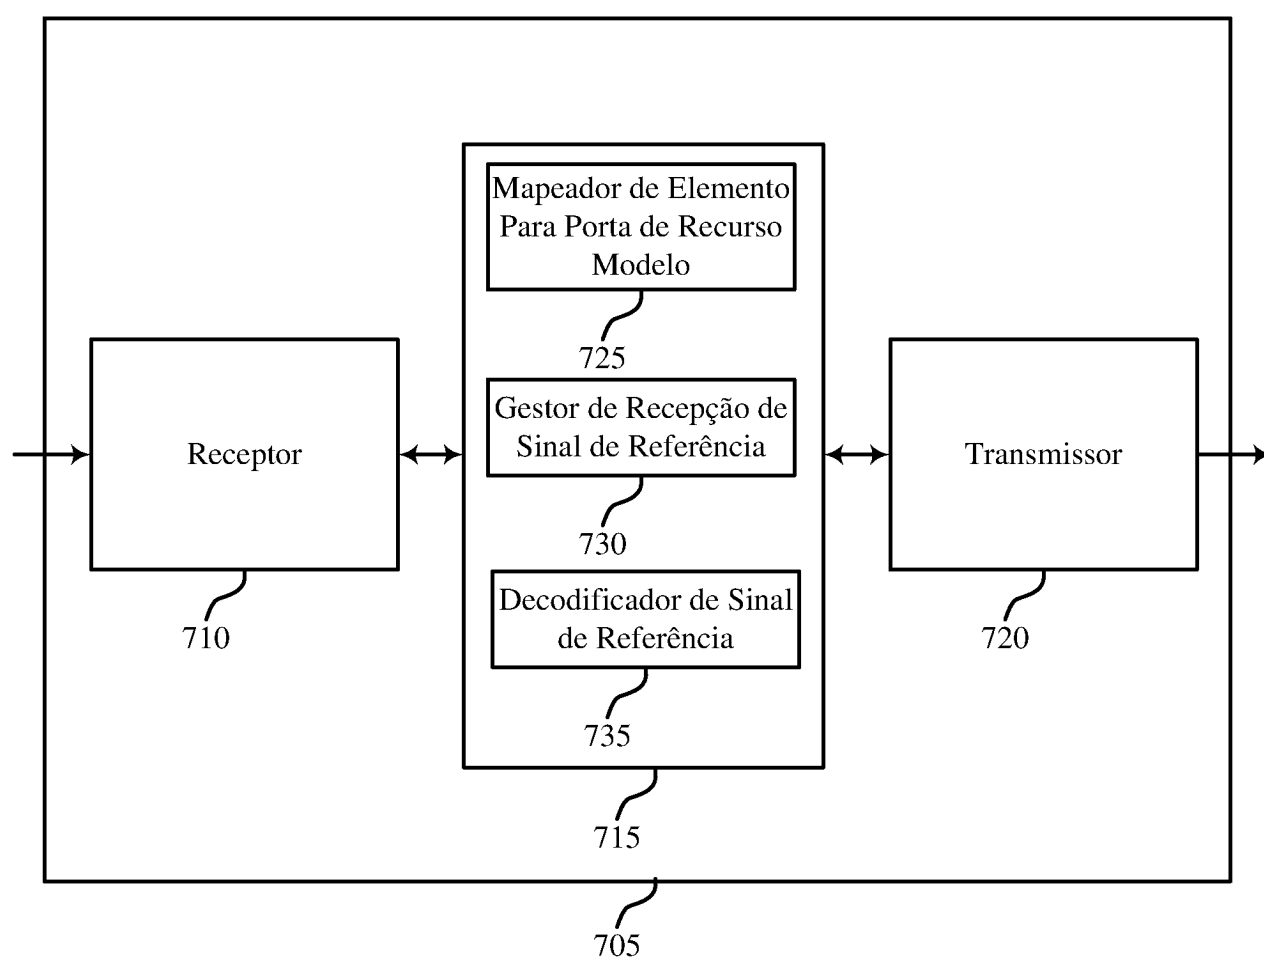 Mapeador de Elemento
Para Porta de Recurso
Modelo
725
Receptor
710
Gestor de Recepção de
Sinal de Referência
730
Decodificador de Sinal
de Referência
735
715
Transmissor
720
705